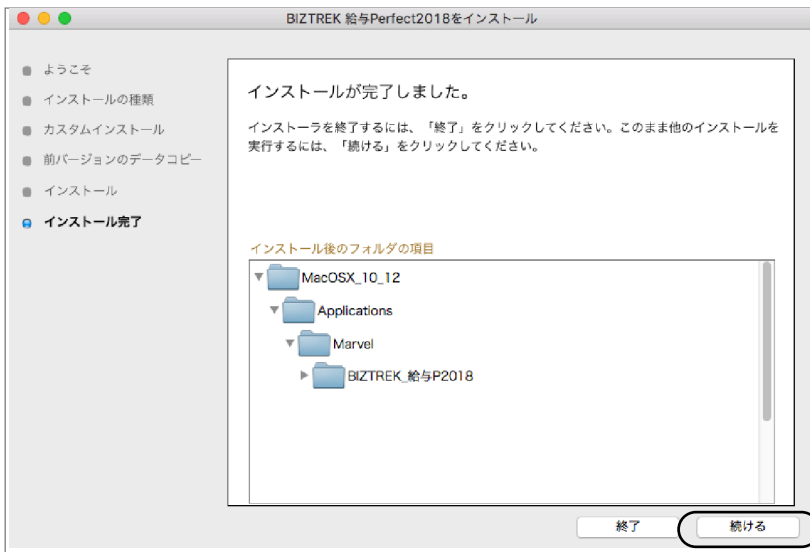 BIZTREK 給与Perfect2018をインストール
ようこそ
インストールの種類
カスタムインストール
前バージョンのデータコピー
インストール
インストール完了
インストールが完了しました。
インストーラを終了するには、「終了」をクリックしてください。このまま他のインストールを
実行するには、「続ける」をクリックしてください。
インストール後のフォルダの項目
MacOSX_10_12
Applications
Marvel
BIZTREK_給与P2018
終了
続ける